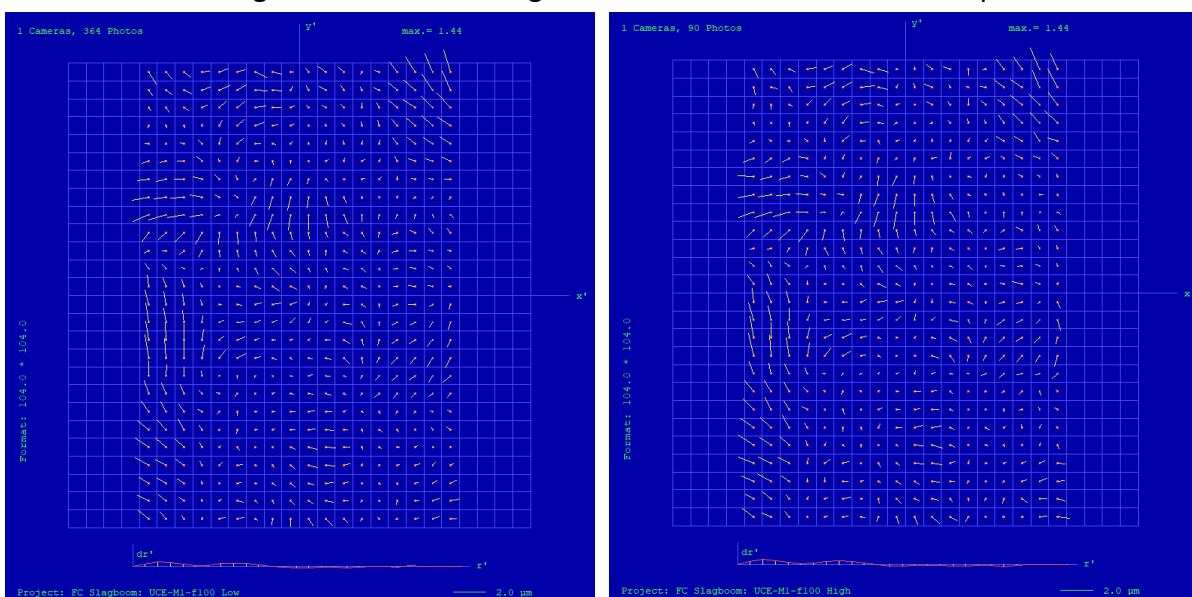 1 Cameras, 364 Photos
y'
max.= 1.44
x'
Format: 104.0 * 104.0
dr'
r'
Project: FC Slagboom: UCE-M1-f100 Low
2.0 µm
1 Cameras, 90 Photos
y'
max.= 1.44
x
Format: 104.0 * 104.0
dr'
r'
Project: FC Slagboom: UCE-M1-f100 High
2.0 µm